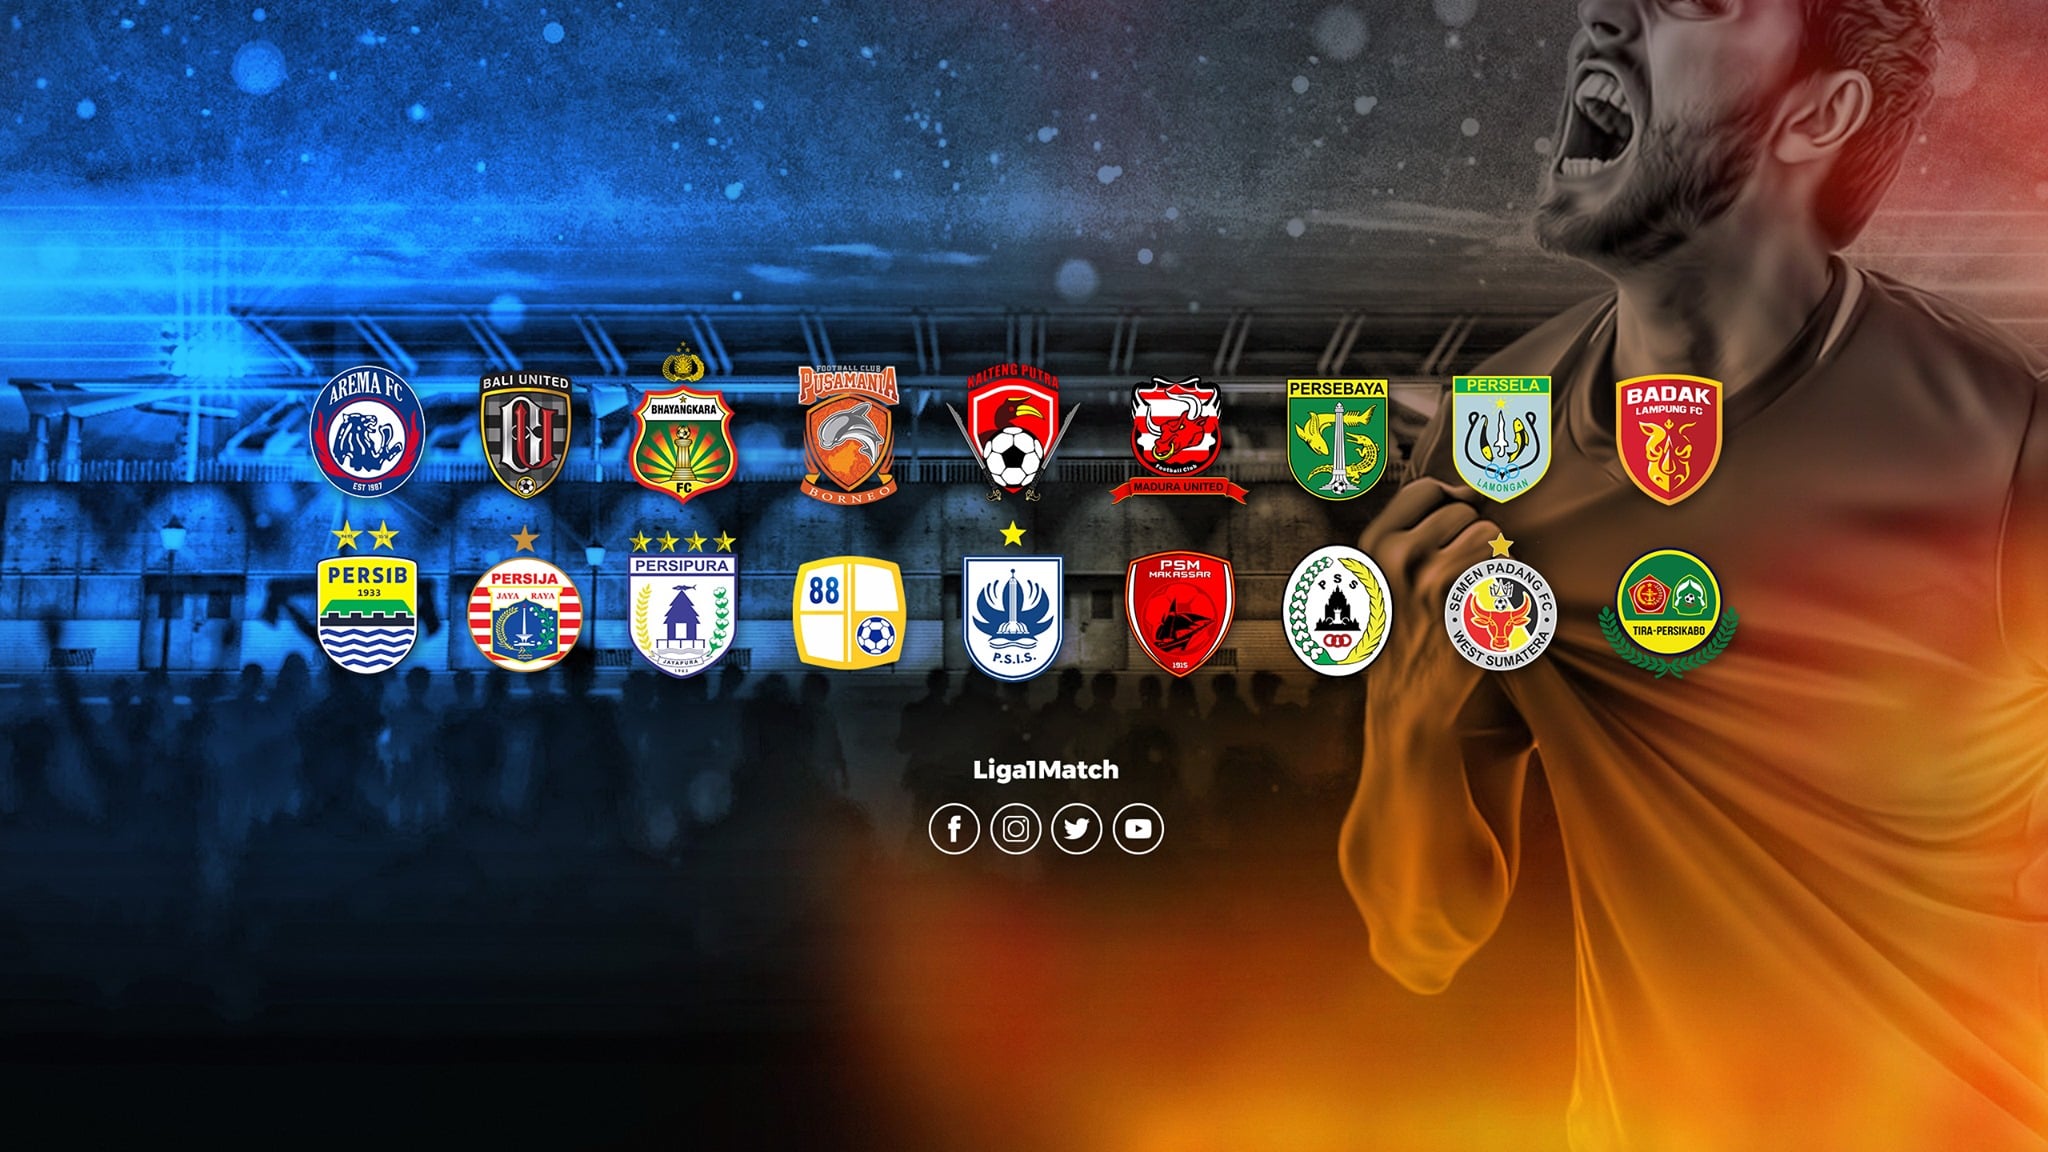 AREMA FC
EST 1987
BALI UNITED
BHAYANGKARA
FC
FOOTBALL CLUB
PUSAMANIA
BORNEO
KALTENG PUTRA
Football Club
MADURA UNITED
PERSEBAYA
PERSELA
LAMONGAN
BADAK
LAMPUNG FC
PERSIB
1933
PERSIJA
JAYA RAYA
PERSIPURA
JAYAPURA
1963
88
P.S.I.S.
PSM
MAKASSAR
1915
PSS
SEMEN PADANG FC
WEST SUMATERA
TIRA-PERSIKABO
Liga1Match